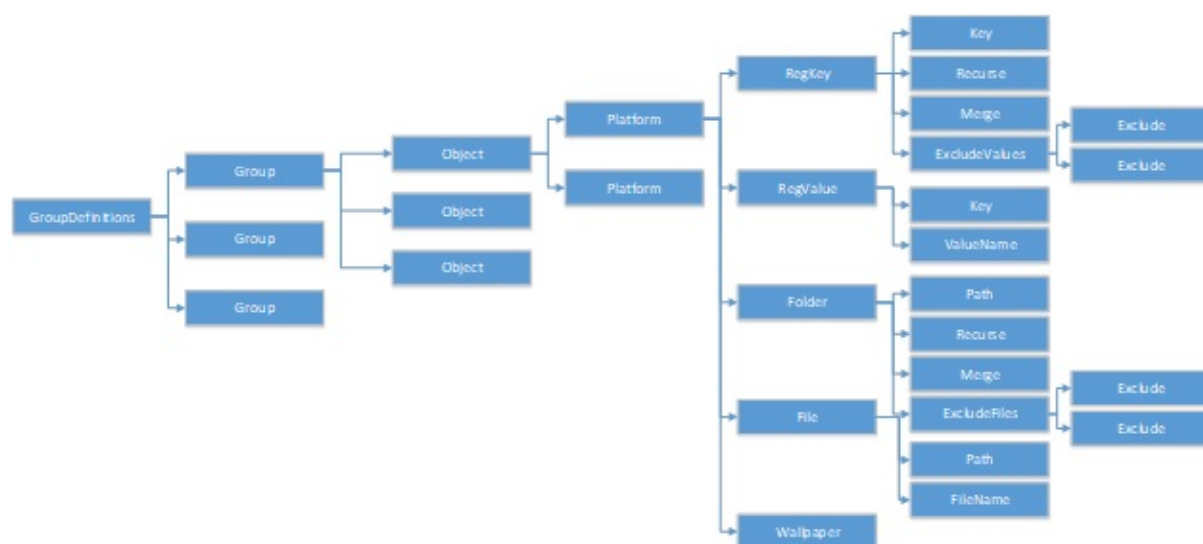 GroupDefinitions
Group
Group
Group
Object
Object
Object
Platform
Platform
RegKey
RegValue
Folder
File
Wallpaper
Key
Recurse
Merge
ExcludeValues
Key
ValueName
Path
Recurse
Merge
ExcludeFiles
Path
FileName
Exclude
Exclude
Exclude
Exclude